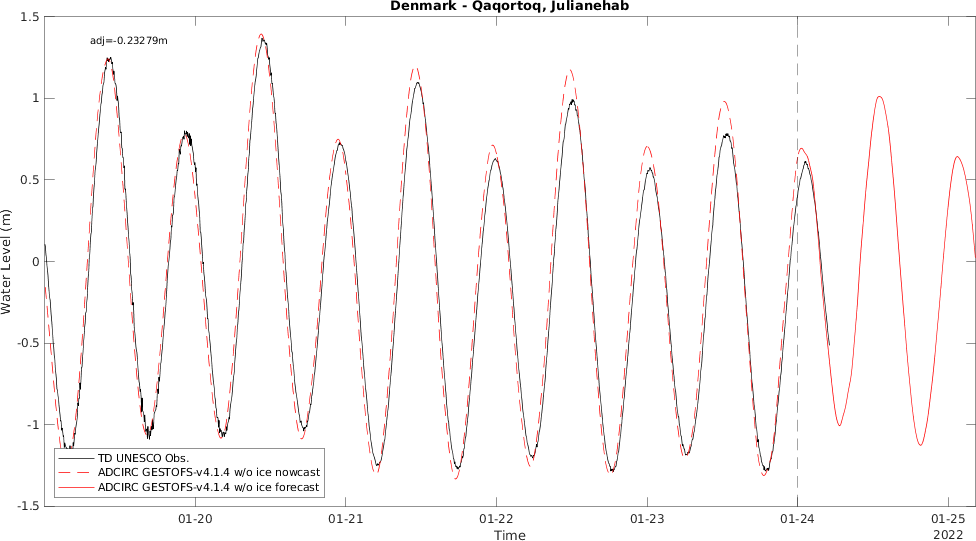 Denmark - Qaqortoq, Julianehab
adj=-0.23279m
1.5
1
0.5
0
-0.5
-1
-1.5
Water Level (m)
TD UNESCO Obs.
ADCIRC GESTOFS-v4.1.4 w/o ice nowcast
ADCIRC GESTOFS-v4.1.4 w/o ice forecast
01-20 01-21 01-22 01-23 01-24 01-25
Time
2022